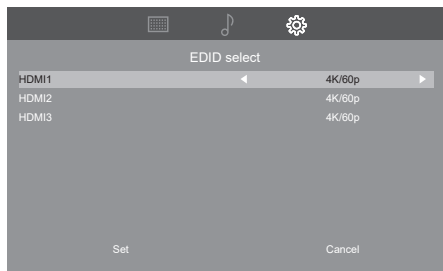 EDID select
HDMI1 4K/60p
HDMI2 4K/60p
HDMI3 4K/60p
Set Cancel